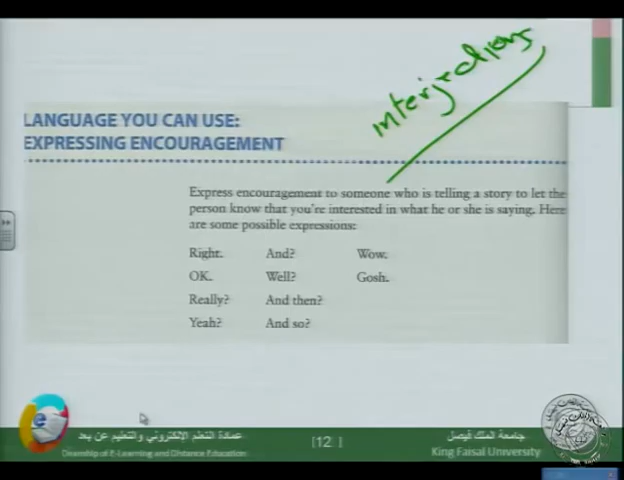 interjections
LANGUAGE YOU CAN USE:
EXPRESSING ENCOURAGEMENT
Express encouragement to someone who is telling a story to let the
person know that you're interested in what he or she is saying. Here
are some possible expressions:
Right. And? Wow.
OK. Well? Gosh.
Really? And then?
Yeah? And so?
عمادة التعلم الإلكتروني والتعليم عن بعد
Deanship of E-Learning and Distance Education
[12]
جامعة الملك فيصل
King Faisal University